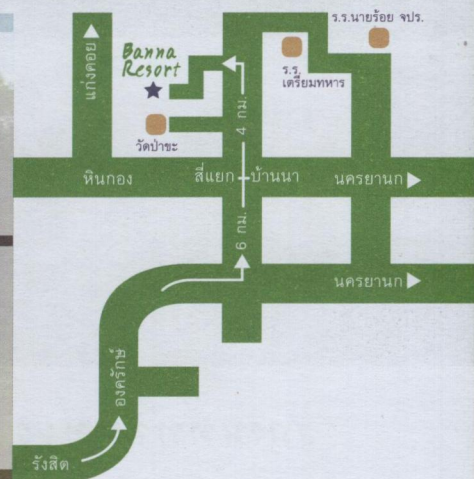 ร.ร.นายร้อย จปร.
Banna
Resort
แก่งคอย
ร.ร.
เตรียมทหาร
4 กม.
วัดป่าขะ
หินกอง
สี่แยก
บ้านนา
นครยานก
6 กม.
นครยานก
องครักษ์
รังสิต